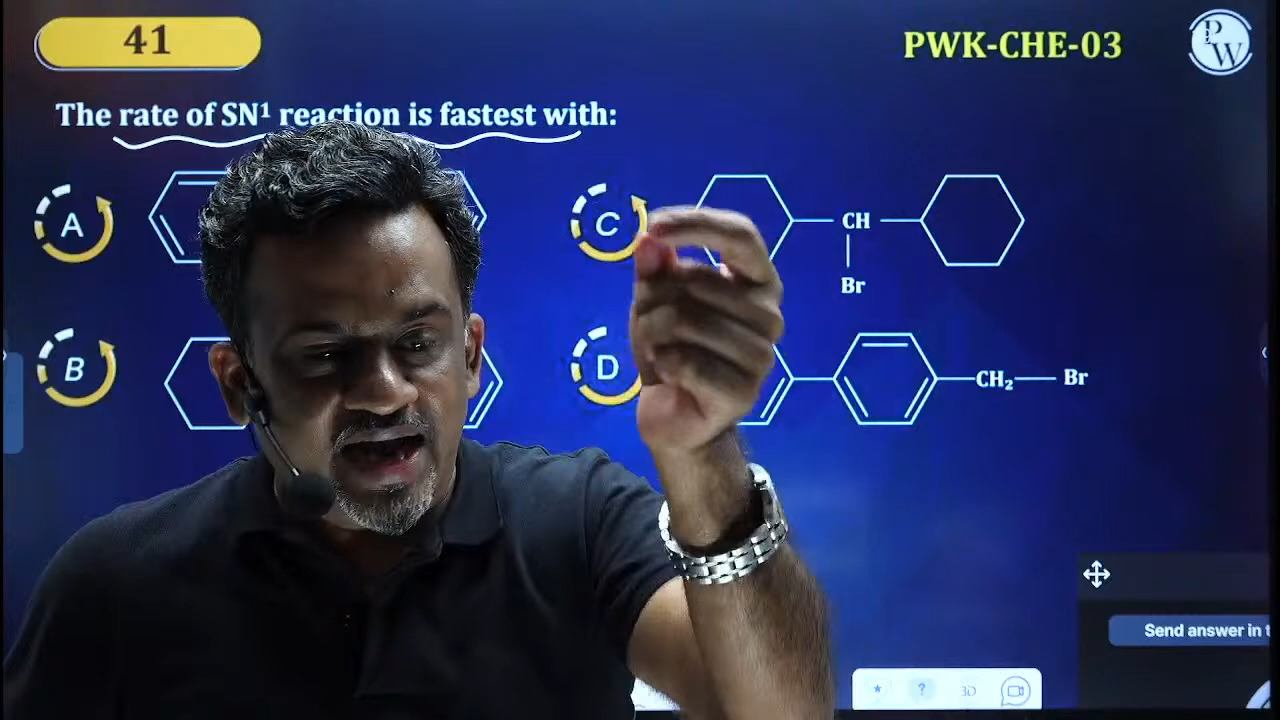 41
PWK-CHE-03
P
W
The rate of SN¹ reaction is fastest with:
A
C
CH
Br
B
D
CH₂ Br
Send answer in
?
3D